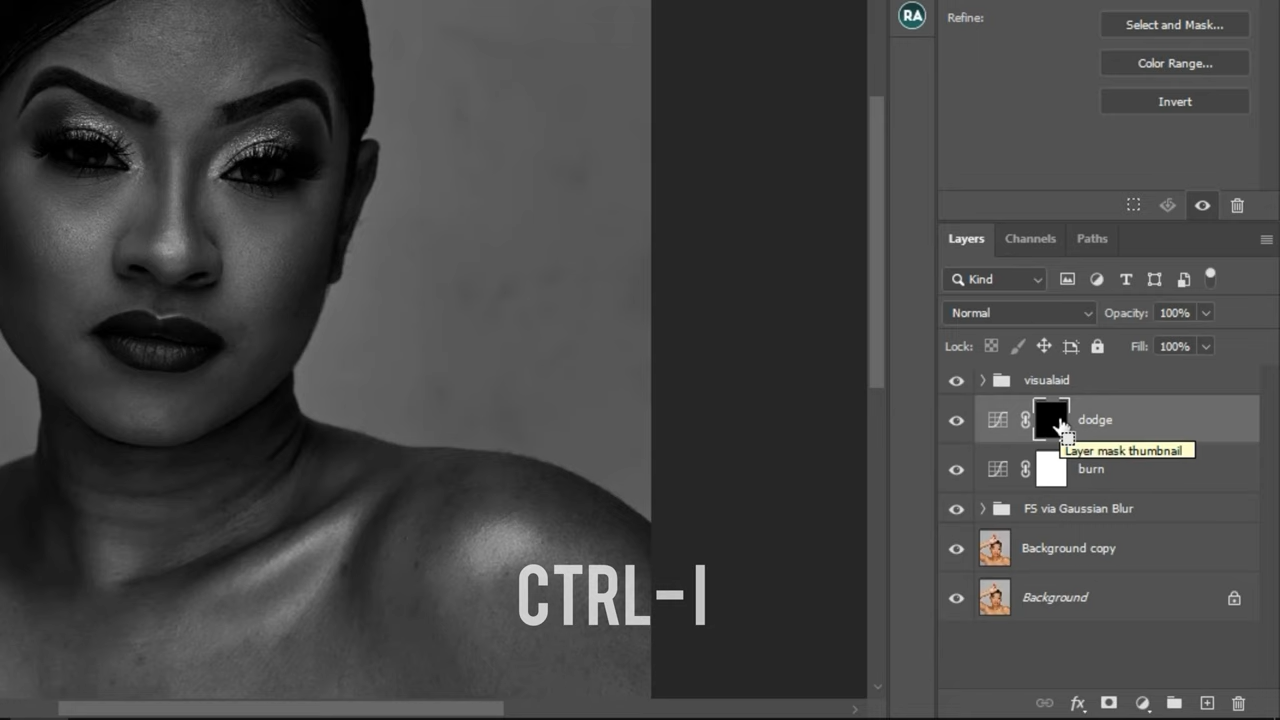 RA
Refine:
Select and Mask...
Color Range...
Invert
Layers
Channels
Paths
Kind
T
Normal
Opacity: 100%
Lock:
Fill: 100%
visualaid
dodge
Layer mask thumbnail
burn
FS via Gaussian Blur
Background copy
Background
fx
CTRL-I